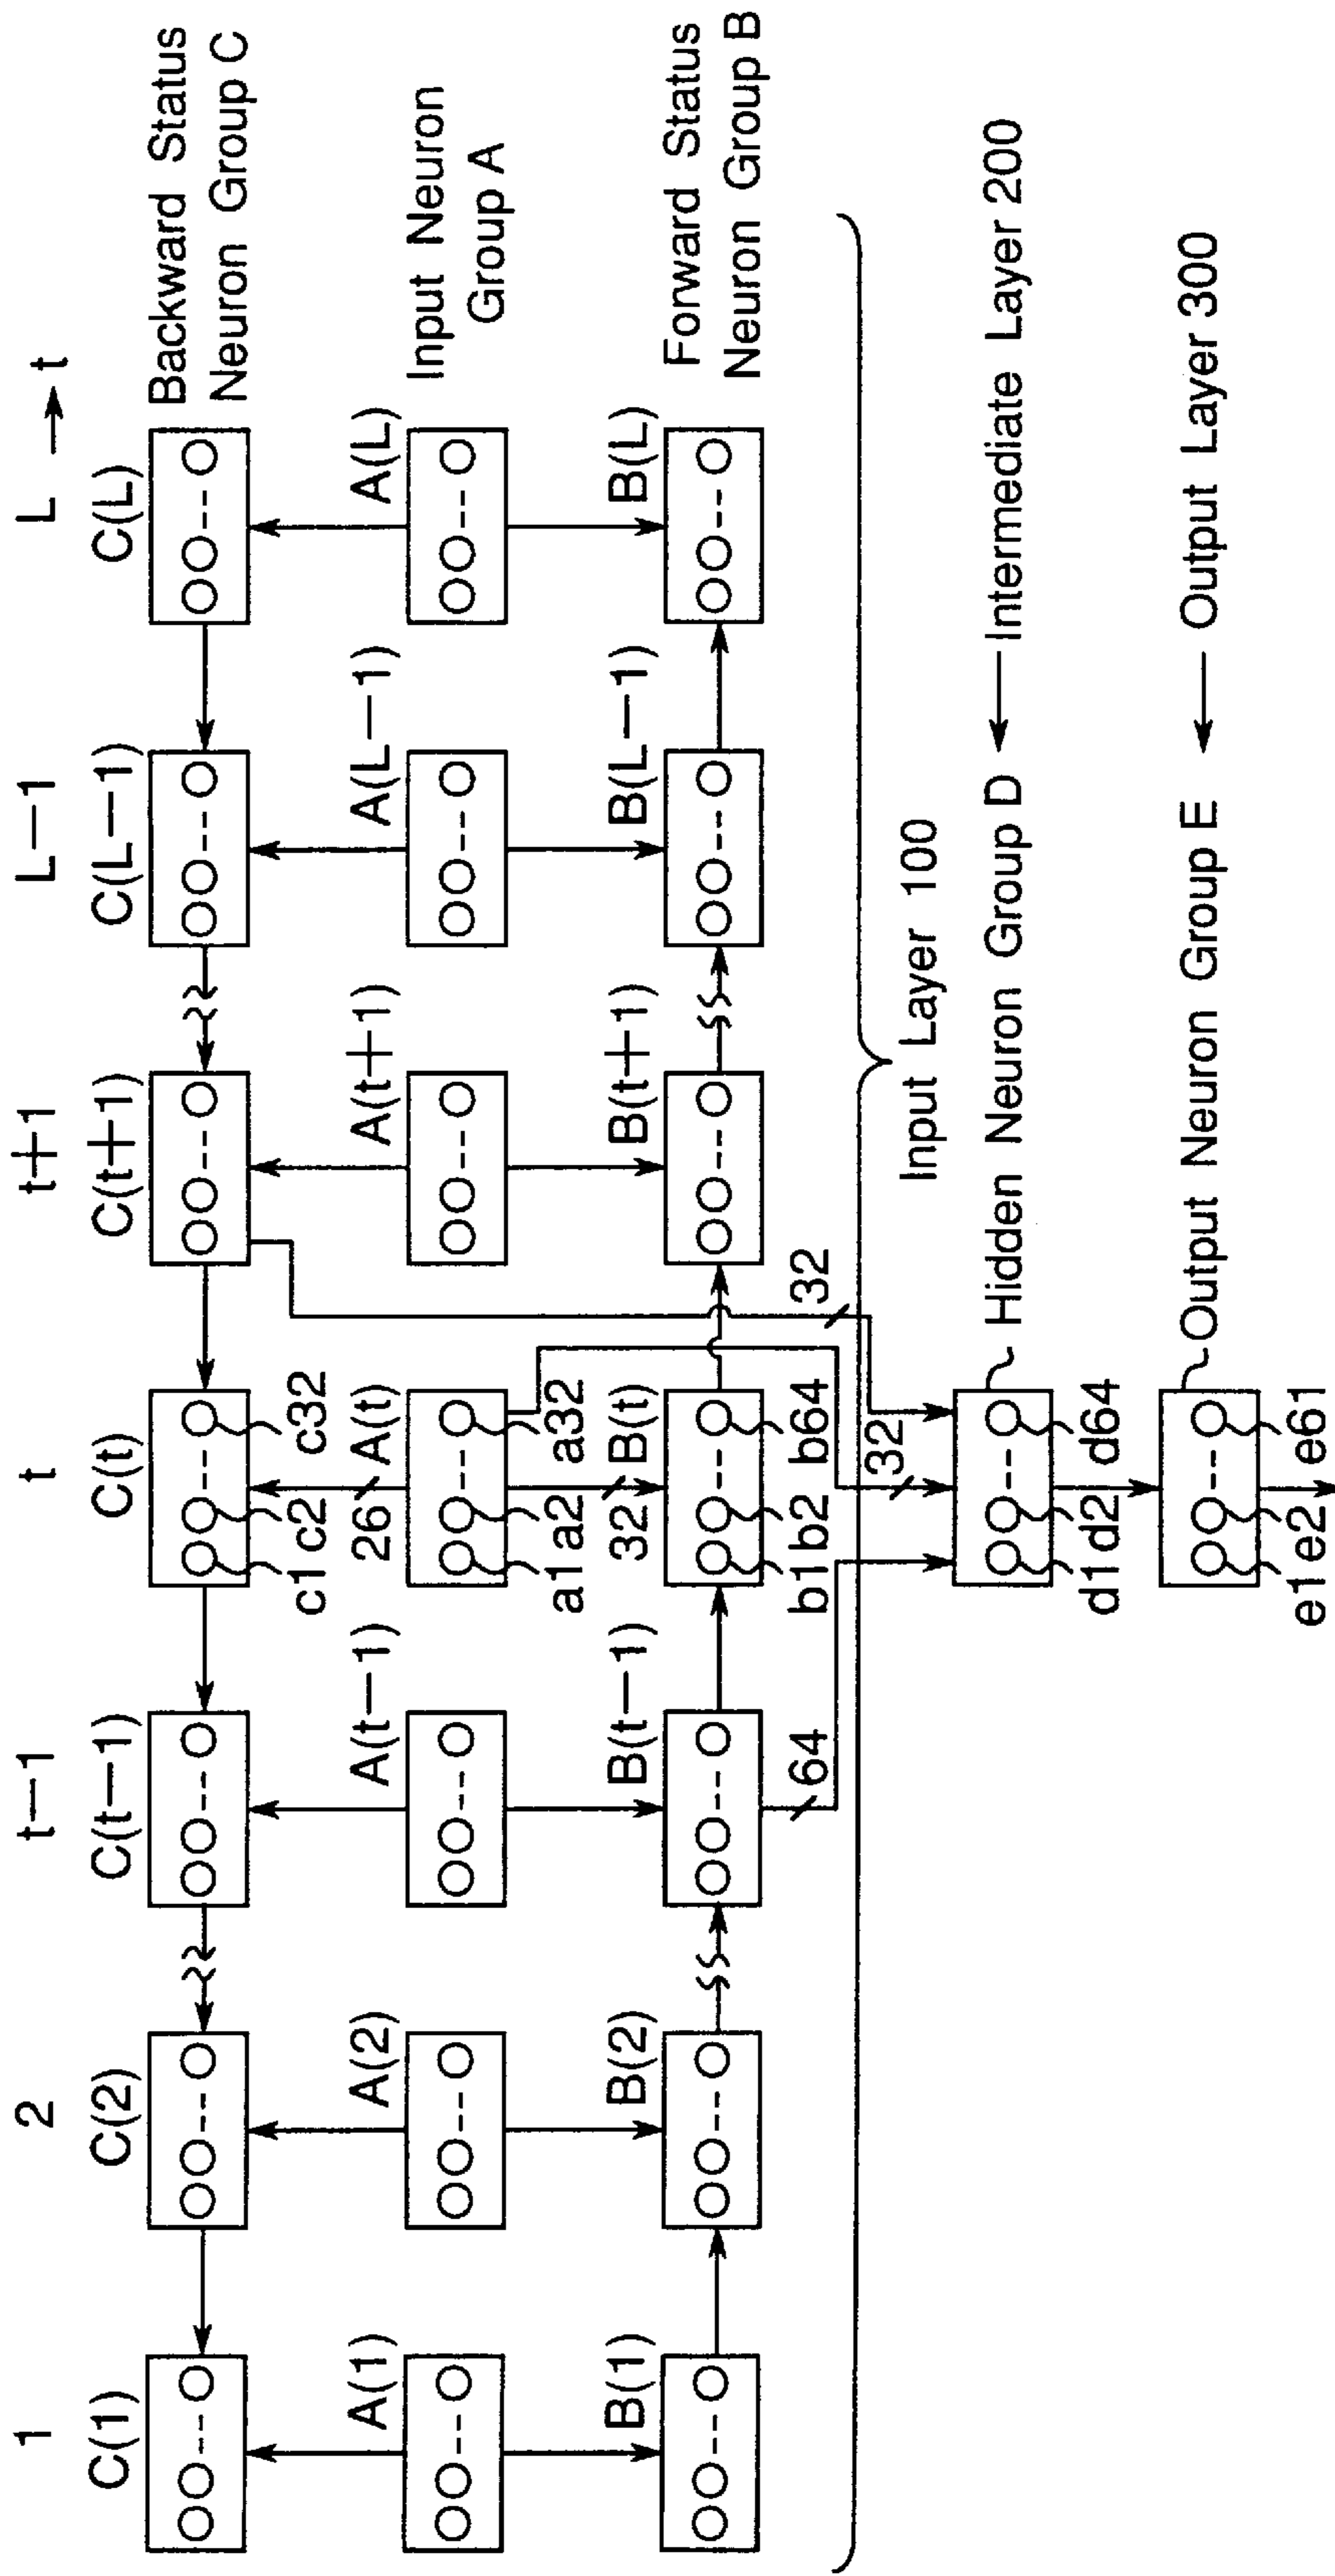 1 2 t−1 t t+1 L−1 L → t
C(1) C(2) C(t−1) C(t) C(t+1) C(L−1) C(L)
Backward Status
Neuron Group C
c1 c2 c32
26
A(1) A(2) A(t−1) A(t) A(t+1) A(L−1) A(L)
Input Neuron
Group A
a1 a2 a32
32
B(1) B(2) B(t−1) B(t) B(t+1) B(L−1) B(L)
Forward Status
Neuron Group B
b1 b2 b64
64
32
32
Input Layer 100
Hidden Neuron Group D ← Intermediate Layer 200
d1 d2 d64
Output Neuron Group E ← Output Layer 300
e1 e2 e61